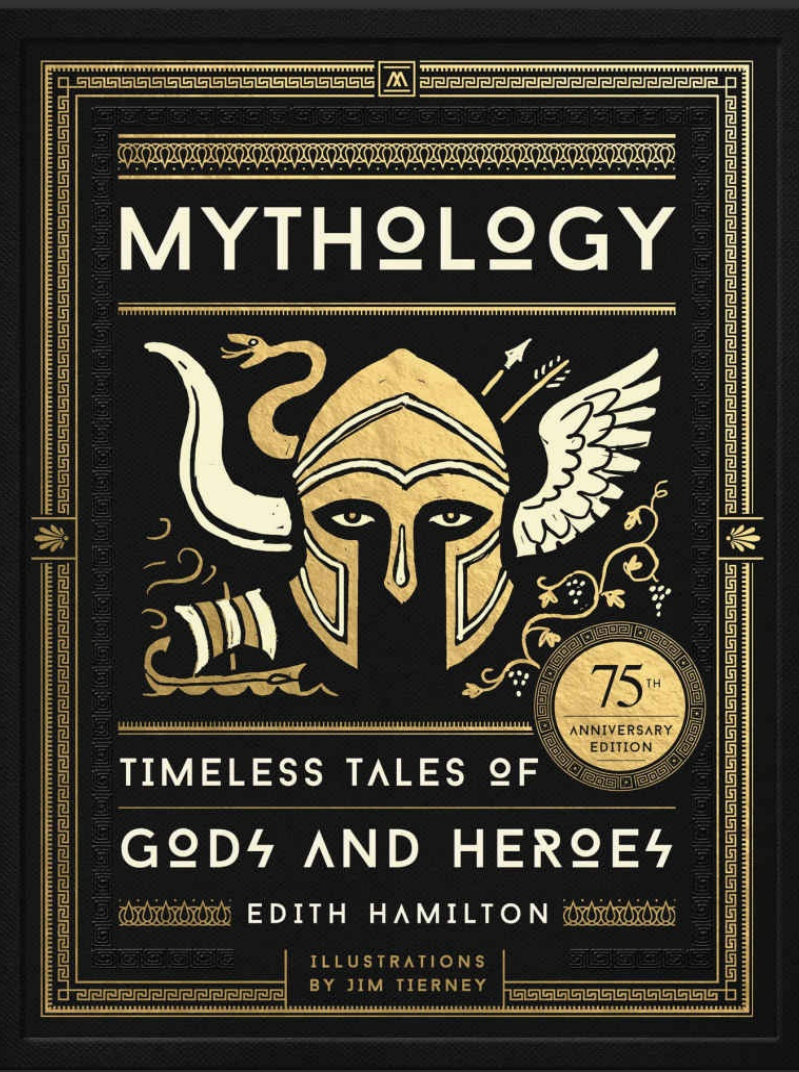 M
MYTHOLOGY
75TH
ANNIVERSARY
EDITION
TIMELESS TALES OF
GODS AND HEROES
EDITH HAMILTON
ILLUSTRATIONS
BY JIM TIERNEY